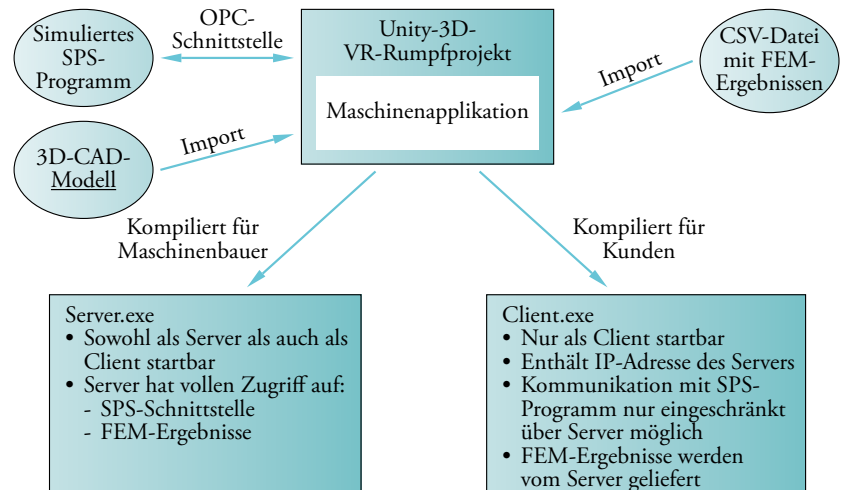 Simuliertes
SPS-
Programm
OPC-
Schnittstelle
Unity-3D-
VR-Rumpfprojekt
Maschinenapplikation
Import
CSV-Datei
mit FEM-
Ergebnissen
3D-CAD-
Modell
Import
Kompiliert für
Maschinenbauer
Kompiliert für
Kunden
Server.exe
• Sowohl als Server als auch als
Client startbar
• Server hat vollen Zugriff auf:
- SPS-Schnittstelle
- FEM-Ergebnisse
Client.exe
• Nur als Client startbar
• Enthält IP-Adresse des Servers
• Kommunikation mit SPS-
Programm nur eingeschränkt
über Server möglich
• FEM-Ergebnisse werden
vom Server geliefert